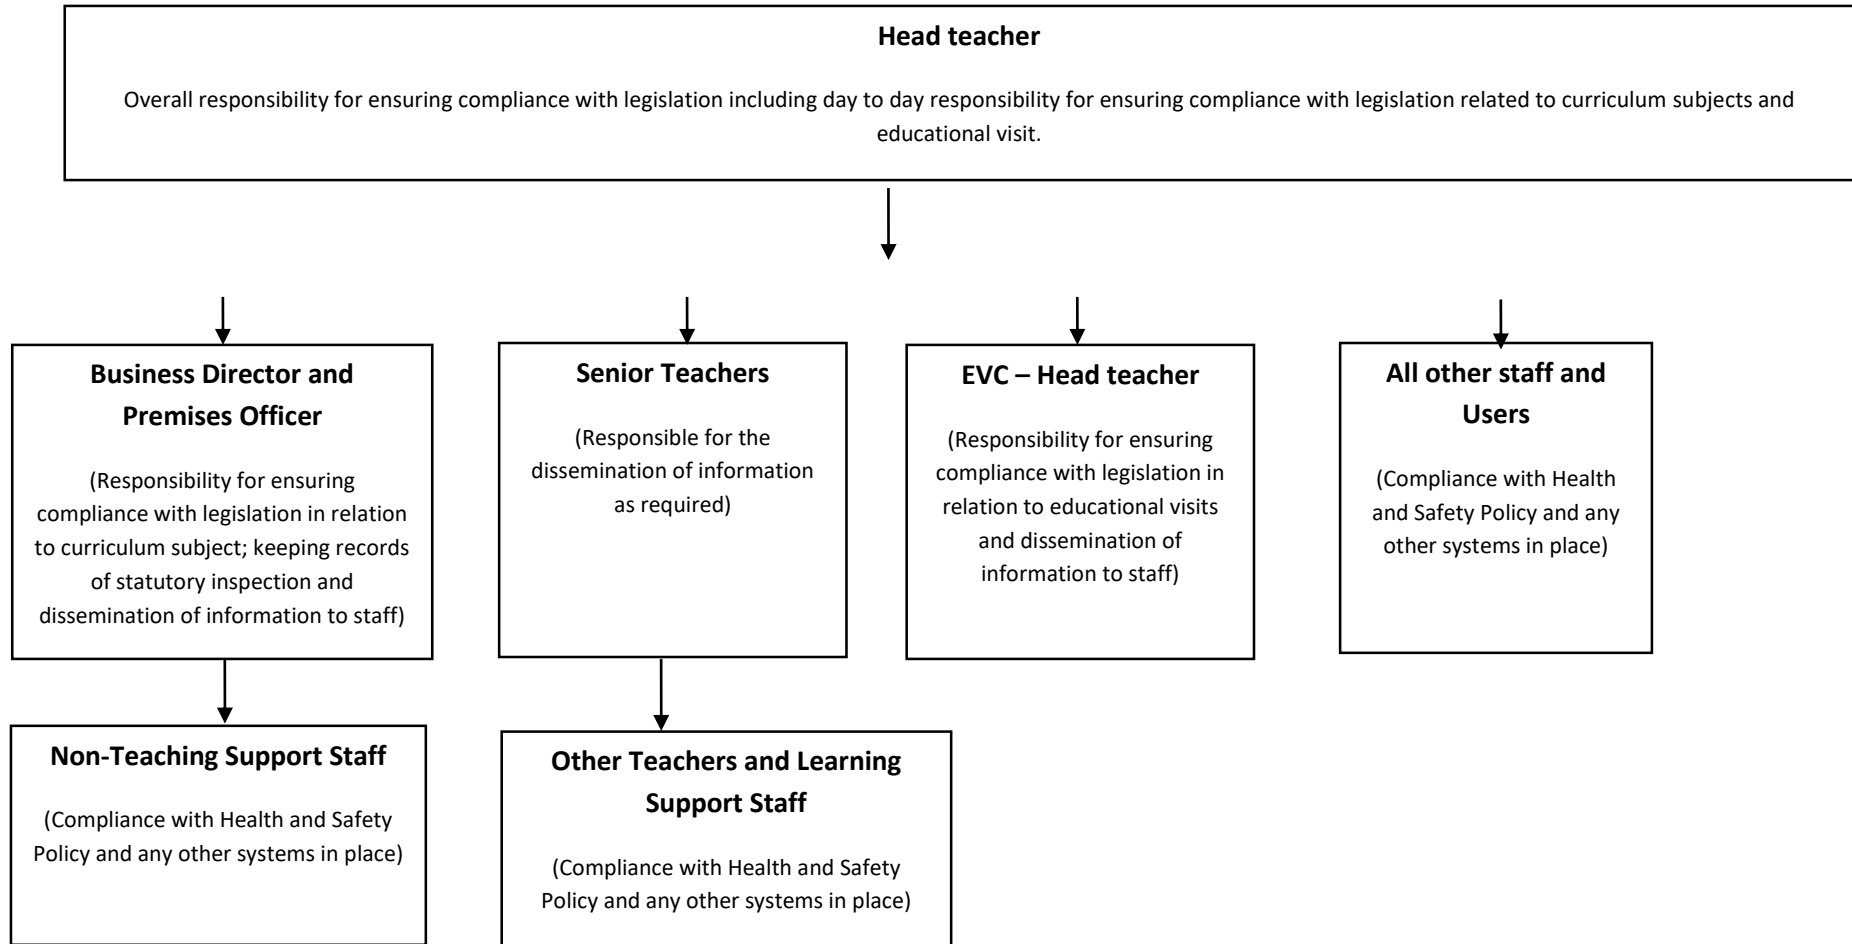 Head teacher
Overall responsibility for ensuring compliance with legislation including day to day responsibility for ensuring compliance with legislation related to curriculum subjects and
educational visit.
Business Director and
Premises Officer
(Responsibility for ensuring
compliance with legislation in relation
to curriculum subject; keeping records
of statutory inspection and
dissemination of information to staff)
Senior Teachers
(Responsible for the
dissemination of information
as required)
EVC – Head teacher
(Responsibility for ensuring
compliance with legislation in
relation to educational visits
and dissemination of
information to staff)
All other staff and
Users
(Compliance with Health
and Safety Policy and any
other systems in place)
Non-Teaching Support Staff
(Compliance with Health and Safety
Policy and any other systems in place)
Other Teachers and Learning
Support Staff
(Compliance with Health and Safety
Policy and any other systems in place)